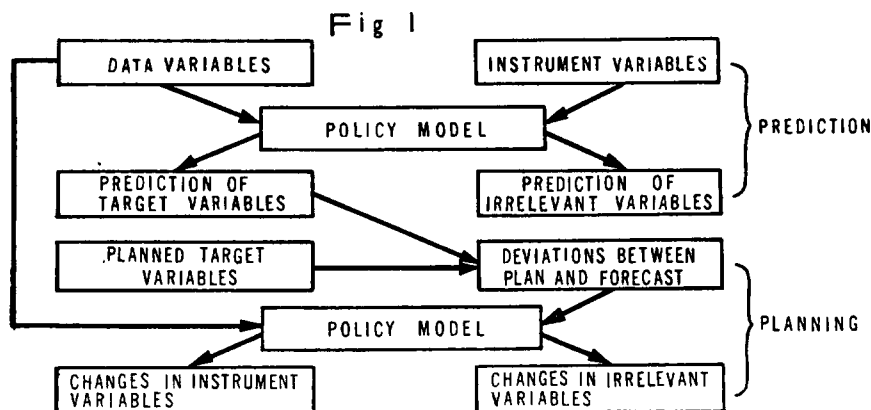 Fig 1
DATA VARIABLES
INSTRUMENT VARIABLES
POLICY MODEL
PREDICTION
PREDICTION OF
TARGET VARIABLES
PREDICTION OF
IRRELEVANT VARIABLES
PLANNED TARGET
VARIABLES
DEVIATIONS BETWEEN
PLAN AND FORECAST
POLICY MODEL
PLANNING
CHANGES IN INSTRUMENT
VARIABLES
CHANGES IN IRRELEVANT
VARIABLES